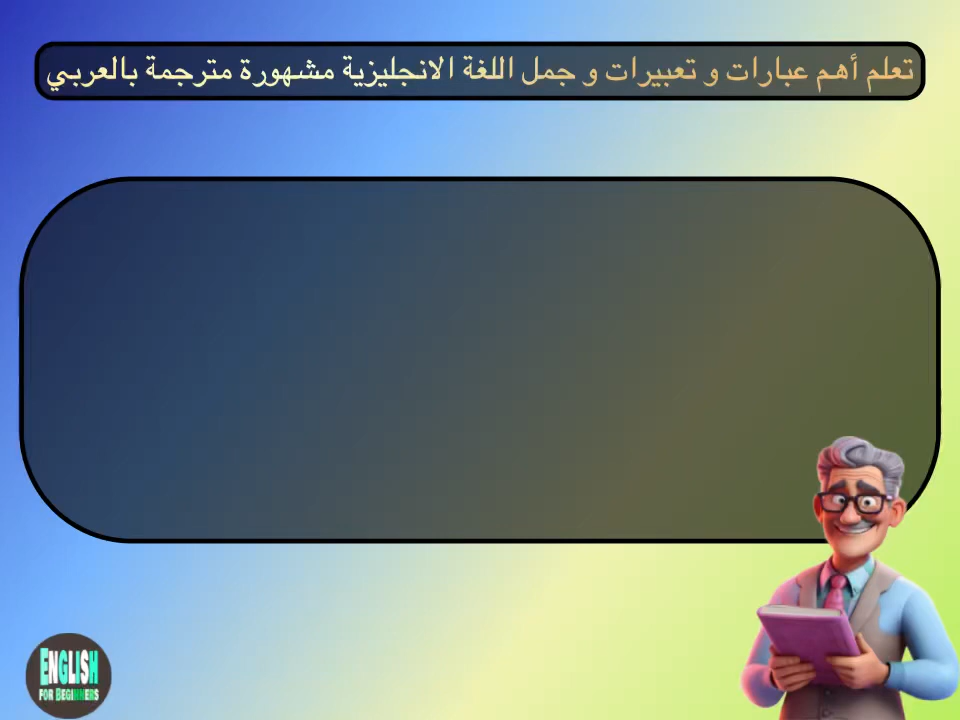 تعلم أهم عبارات و تعبيرات و جمل اللغة الانجليزية مشهورة مترجمة بالعربي
ENGLISH
FOR BEGINNERS